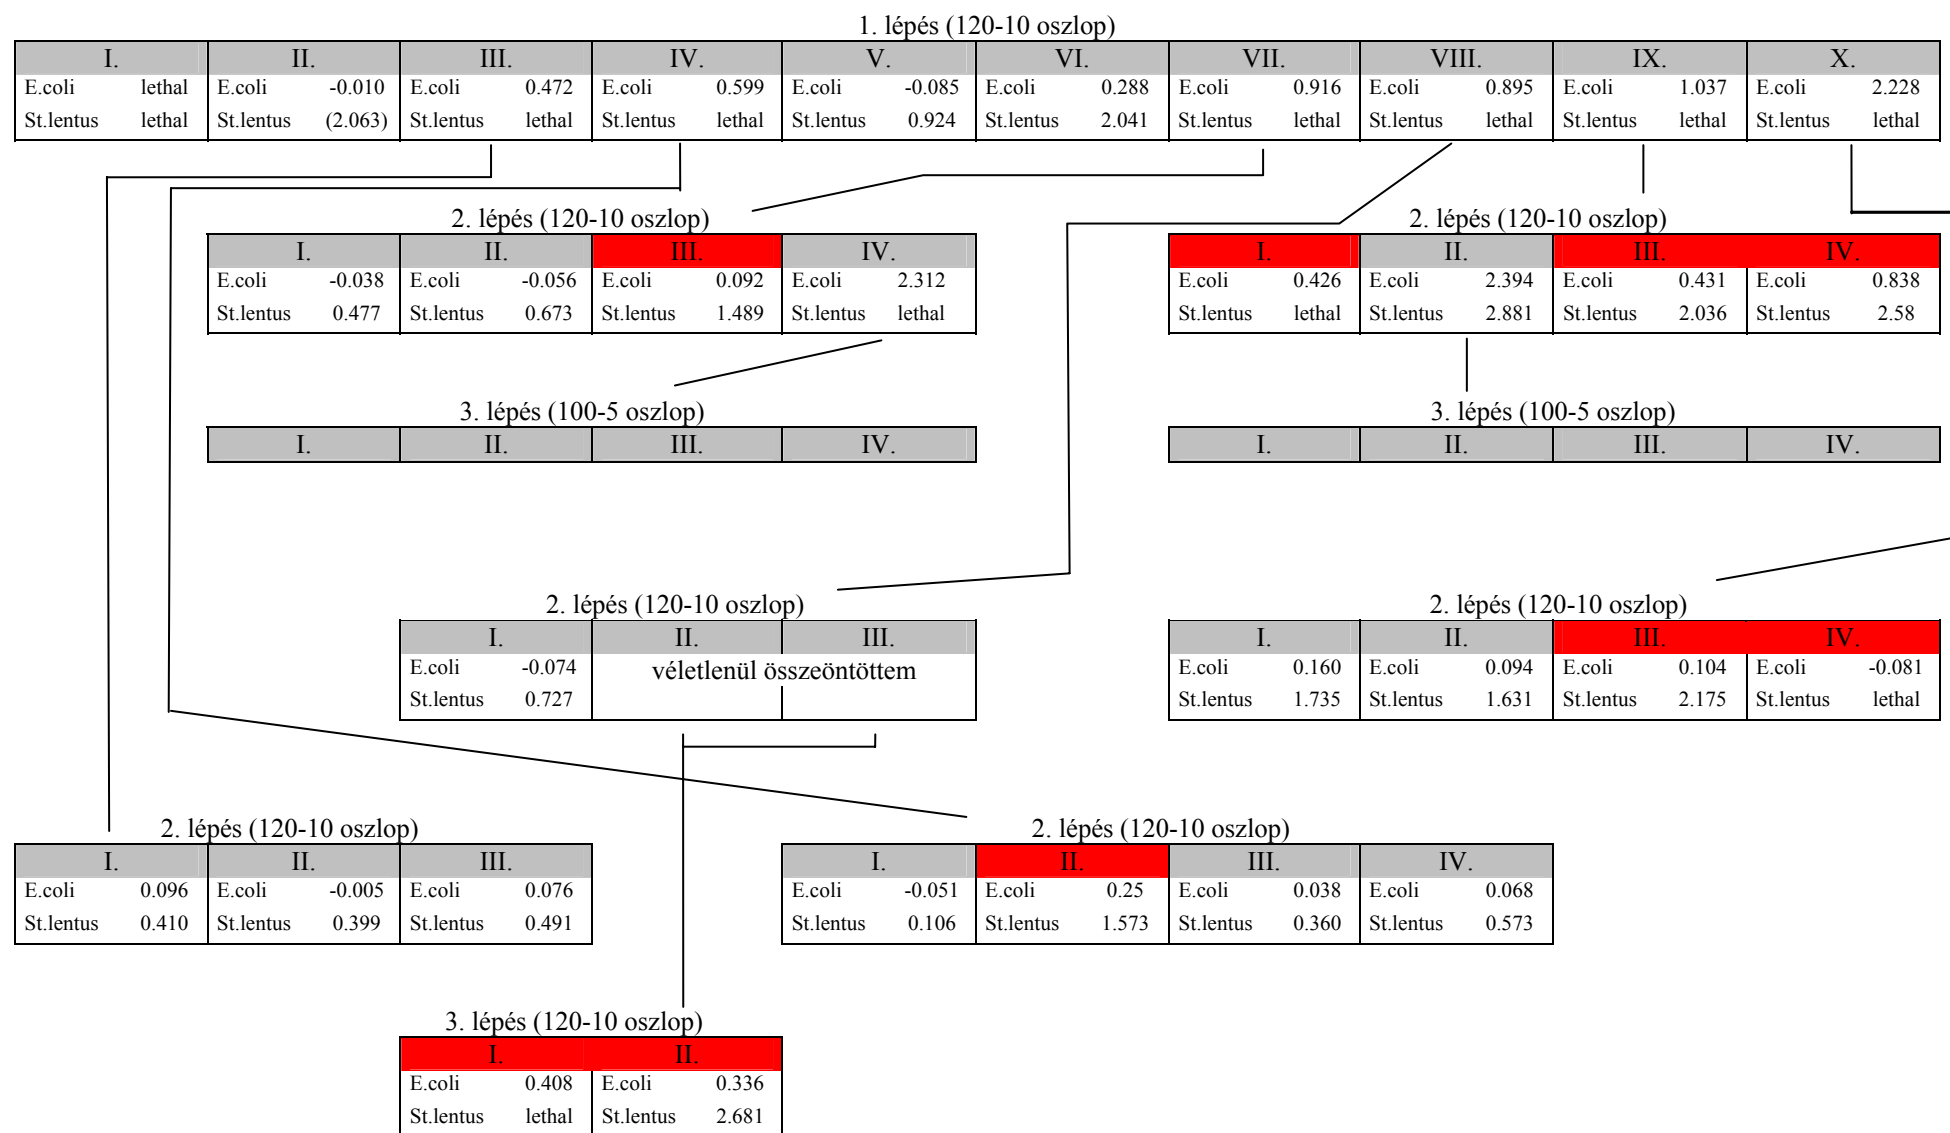 1. lépés (120-10 oszlop)
I. II. III. IV. V. VI. VII. VIII. IX. X.
E.coli lethal E.coli -0.010 E.coli 0.472 E.coli 0.599 E.coli -0.085 E.coli 0.288 E.coli 0.916 E.coli 0.895 E.coli 1.037 E.coli 2.228
St.lentus lethal St.lentus (2.063) St.lentus lethal St.lentus lethal St.lentus 0.924 St.lentus 2.041 St.lentus lethal St.lentus lethal St.lentus lethal St.lentus lethal
2. lépés (120-10 oszlop) 2. lépés (120-10 oszlop)
I. II. III. IV. I. II. III. IV.
E.coli -0.038 E.coli -0.056 E.coli 0.092 E.coli 2.312 E.coli 0.426 E.coli 2.394 E.coli 0.431 E.coli 0.838
St.lentus 0.477 St.lentus 0.673 St.lentus 1.489 St.lentus lethal St.lentus lethal St.lentus 2.881 St.lentus 2.036 St.lentus 2.58
3. lépés (100-5 oszlop) 3. lépés (100-5 oszlop)
I. II. III. IV. I. II. III. IV.
2. lépés (120-10 oszlop) 2. lépés (120-10 oszlop)
I. II. III. I. II. III. IV.
E.coli -0.074 véletlenül összeöntöttem E.coli 0.160 E.coli 0.094 E.coli 0.104 E.coli -0.081
St.lentus 0.727 St.lentus 1.735 St.lentus 1.631 St.lentus 2.175 St.lentus lethal
2. lépés (120-10 oszlop) 2. lépés (120-10 oszlop)
I. II. III. I. II. III. IV.
E.coli 0.096 E.coli -0.005 E.coli 0.076 E.coli -0.051 E.coli 0.25 E.coli 0.038 E.coli 0.068
St.lentus 0.410 St.lentus 0.399 St.lentus 0.491 St.lentus 0.106 St.lentus 1.573 St.lentus 0.360 St.lentus 0.573
3. lépés (120-10 oszlop)
I. II.
E.coli 0.408 E.coli 0.336
St.lentus lethal St.lentus 2.681